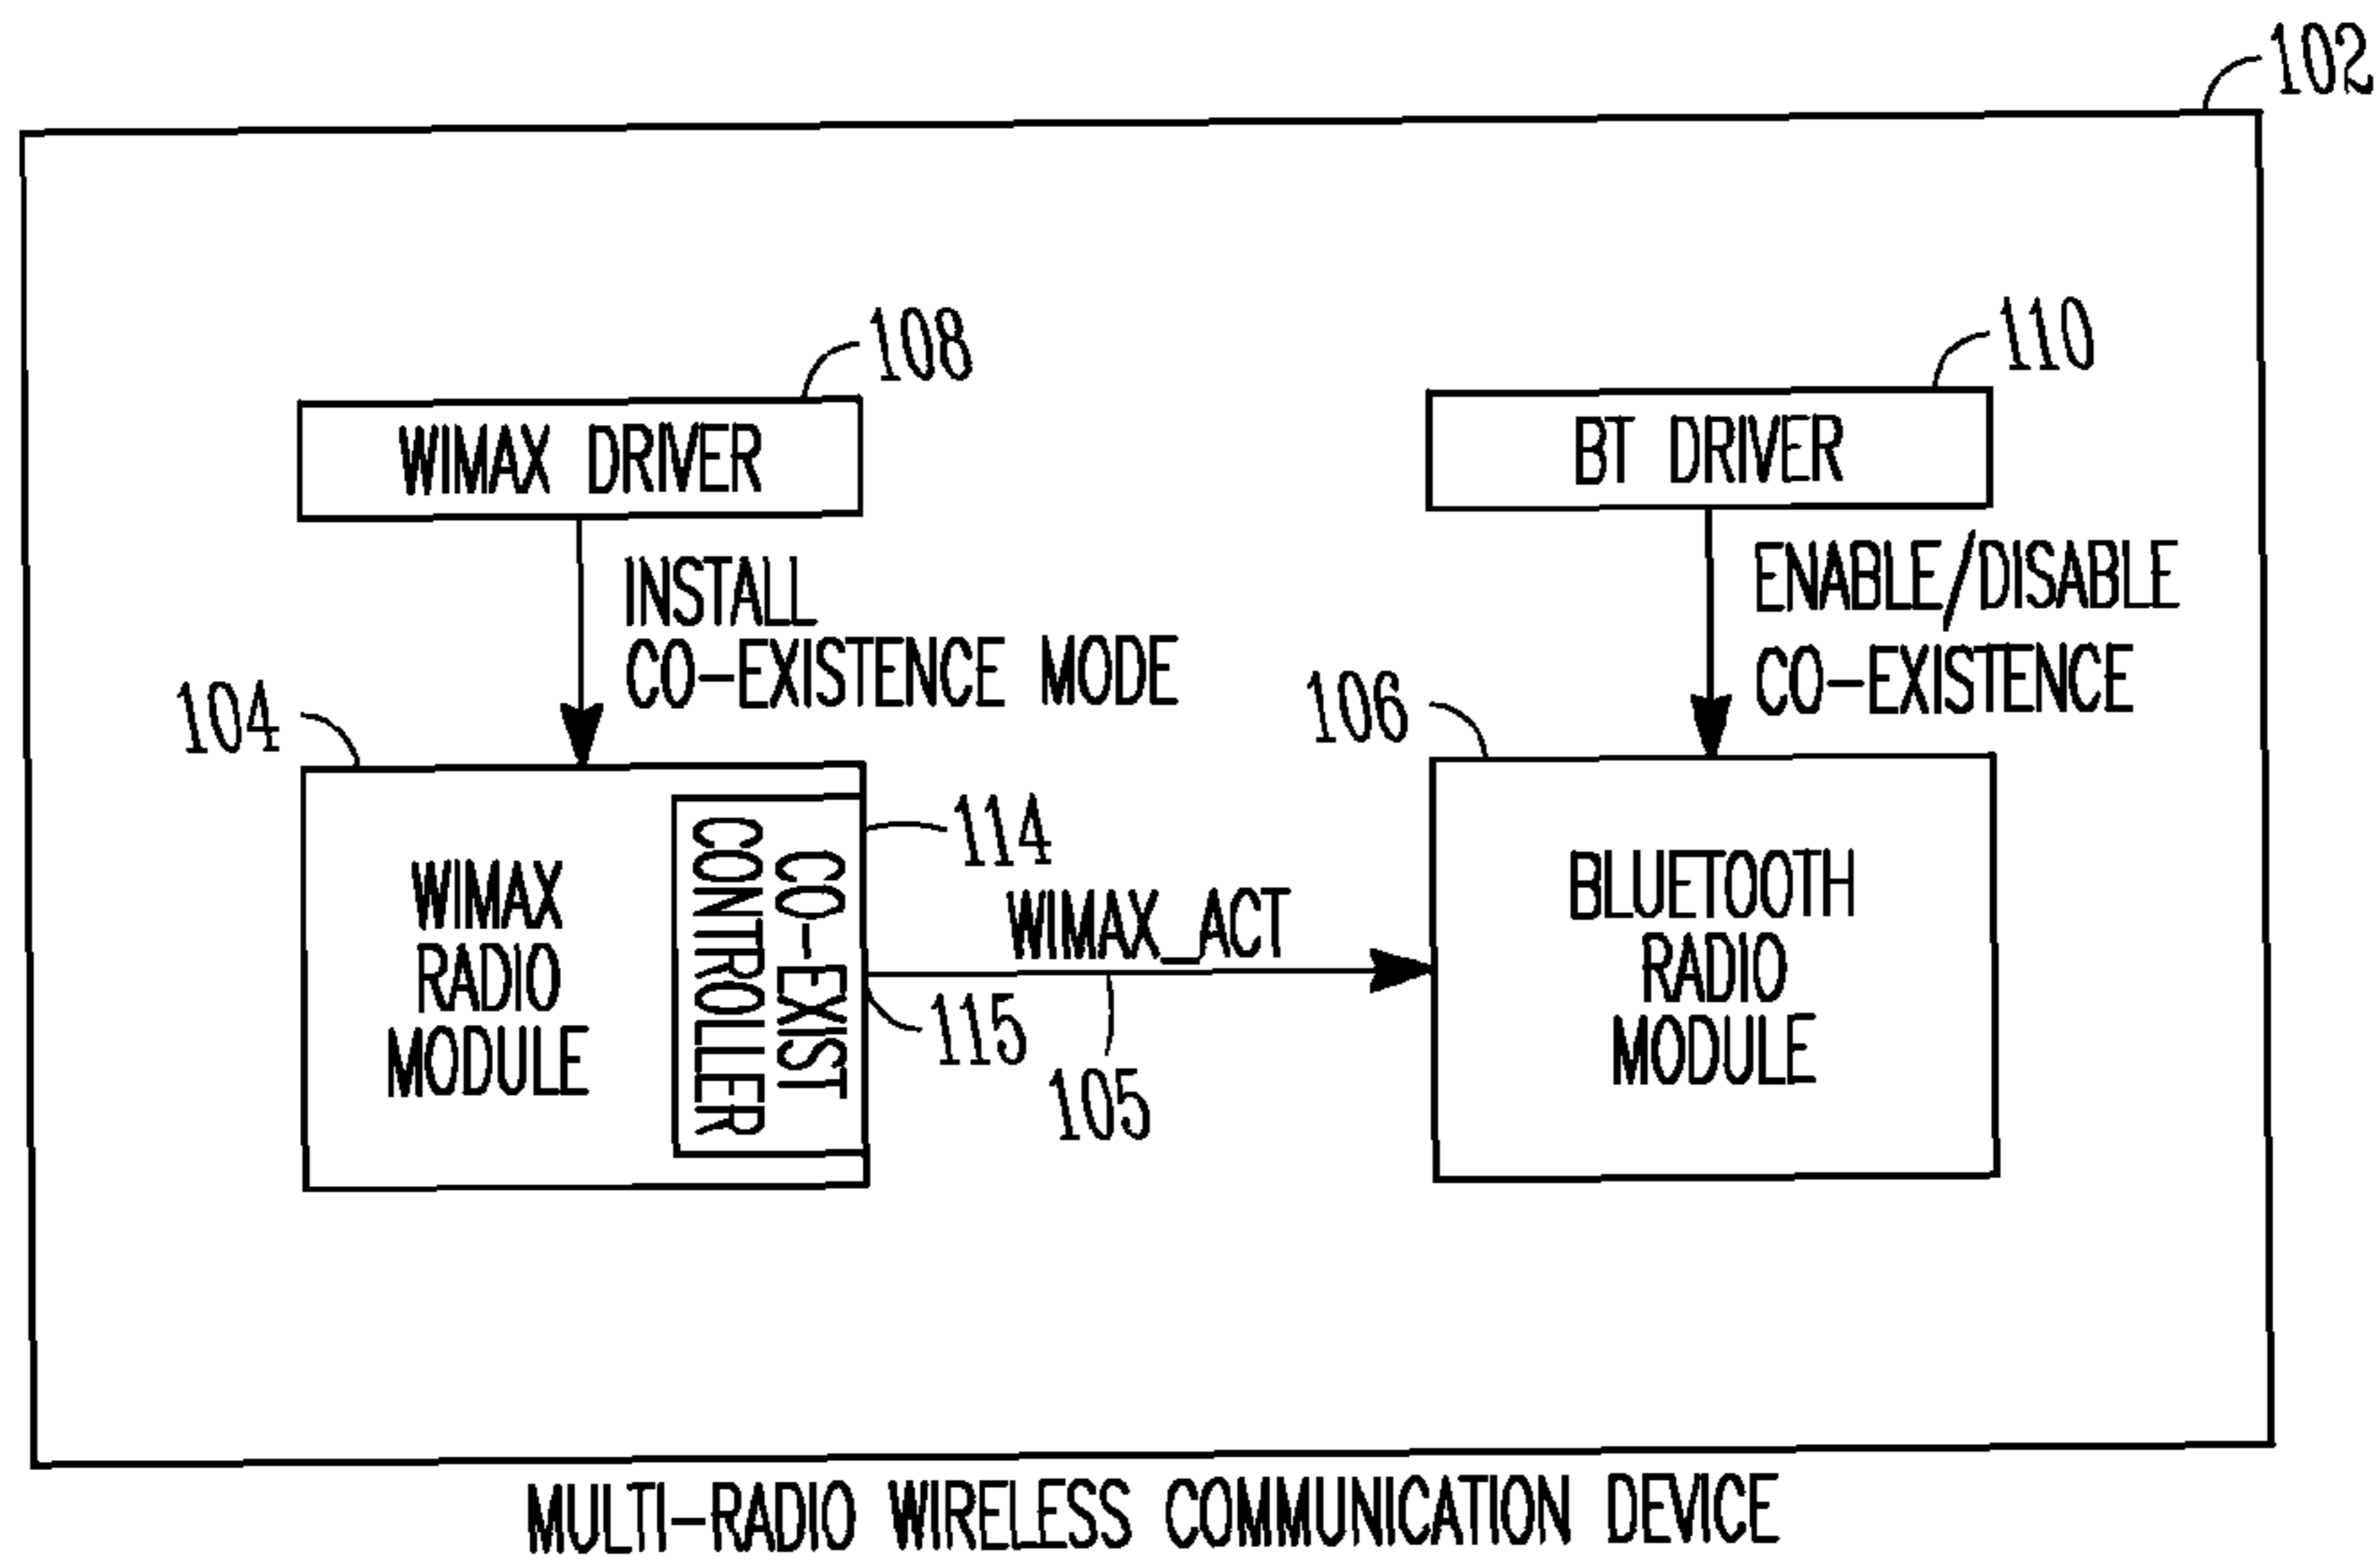 102
108
WIMAX DRIVER
INSTALL
CO-EXISTENCE MODE
110
BT DRIVER
ENABLE/DISABLE
CO-EXISTENCE
104
WIMAX
RADIO
MODULE
CO-EXIST
CONTROLLER
114
WIMAX_ACT
115
105
106
BLUETOOTH
RADIO
MODULE
MULTI-RADIO WIRELESS COMMUNICATION DEVICE